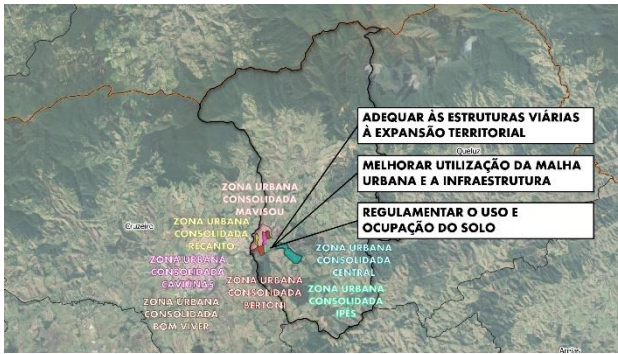 ADEQUAR ÀS ESTRUTURAS VIÁRIAS
À EXPANSÃO TERRITORIAL
Queluz
MELHORAR UTILIZAÇÃO DA MALHA
URBANA E A INFRAESTRUTURA
REGULAMENTAR O USO E
OCUPAÇÃO DO SOLO
ZONA URBANA
CONSOLIDADA
MAVISOU
Cruzeiro
ZONA URBANA
CONSOLIDADA
RECANTO
ZONA URBANA
CONSOLIDADA
CAVILINAS
ZONA URBANA
CONSOLIDADA
BOM VIVER
ZONA URBANA
CONSOLIDADA
BERTONI
ZONA URBANA
CONSOLIDADA
CENTRAL
ZONA URBANA
CONSOLIDADA
IPÊS